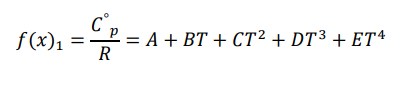 f(x)₁ = C°ₚ / R = A + BT + CT² + DT³ + ET⁴